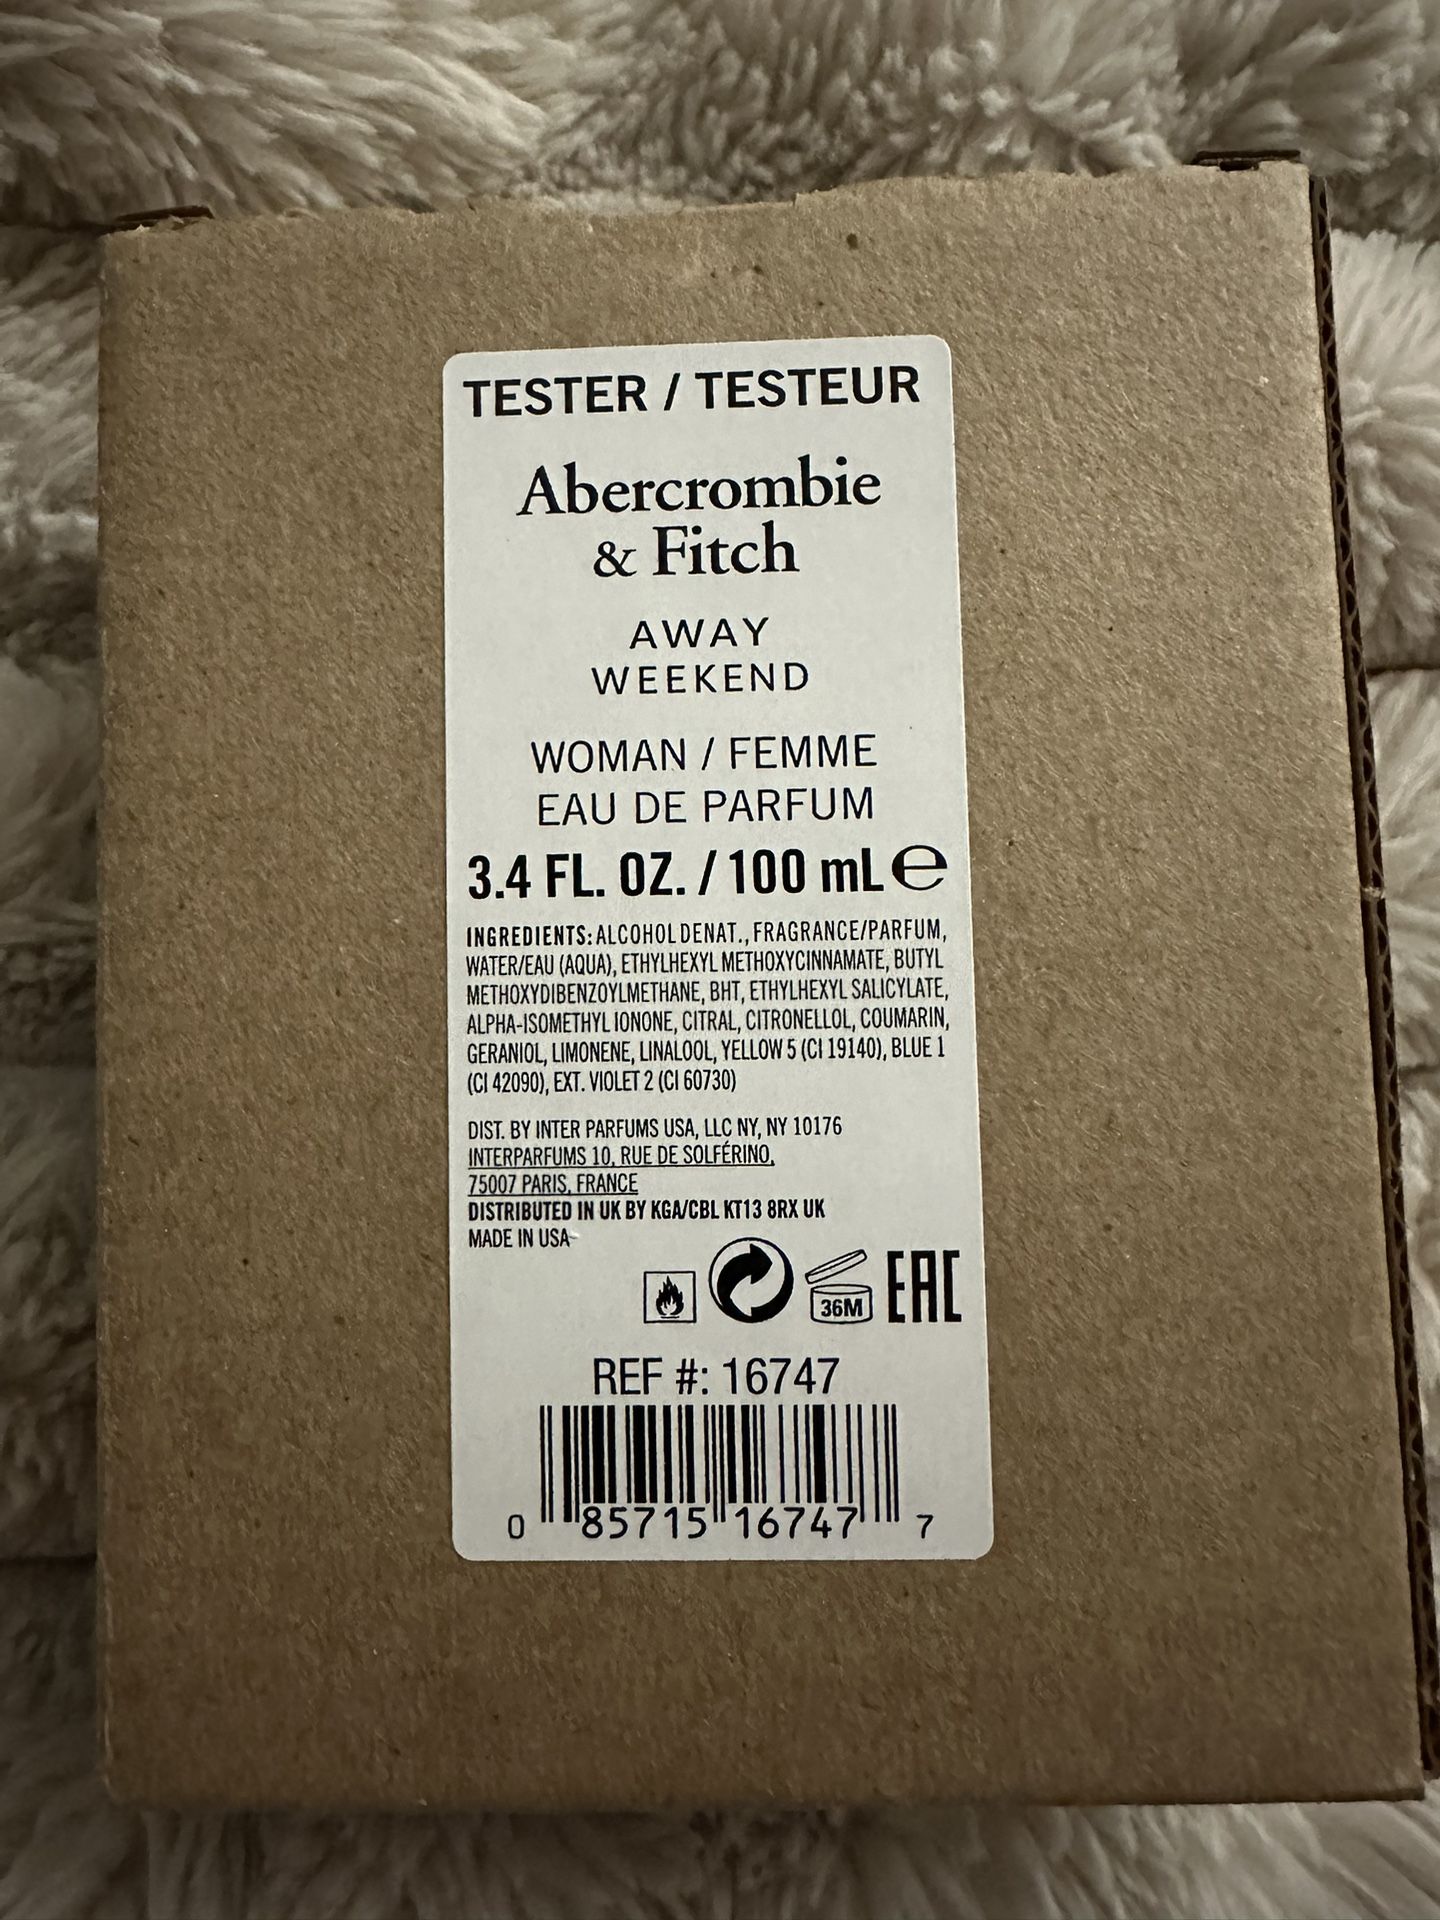 TESTER / TESTEUR
Abercrombie
& Fitch
AWAY
WEEKEND
WOMAN / FEMME
EAU DE PARFUM
3.4 FL. OZ. / 100 mL ℮
INGREDIENTS: ALCOHOL DENAT., FRAGRANCE/PARFUM,
WATER/EAU (AQUA), ETHYLHEXYL METHOXYCINNAMATE, BUTYL
METHOXYDIBENZOYLMETHANE, BHT, ETHYLHEXYL SALICYLATE,
ALPHA-ISOMETHYL IONONE, CITRAL, CITRONELLOL, COUMARIN,
GERANIOL, LIMONENE, LINALOOL, YELLOW 5 (CI 19140), BLUE 1
(CI 42090), EXT. VIOLET 2 (CI 60730)
DIST. BY INTER PARFUMS USA, LLC NY, NY 10176
INTERPARFUMS 10, RUE DE SOLFÉRINO,
75007 PARIS, FRANCE
DISTRIBUTED IN UK BY KGA/CBL KT13 8RX UK
MADE IN USA
36M EAC
REF #: 16747
0 85715 16747 7